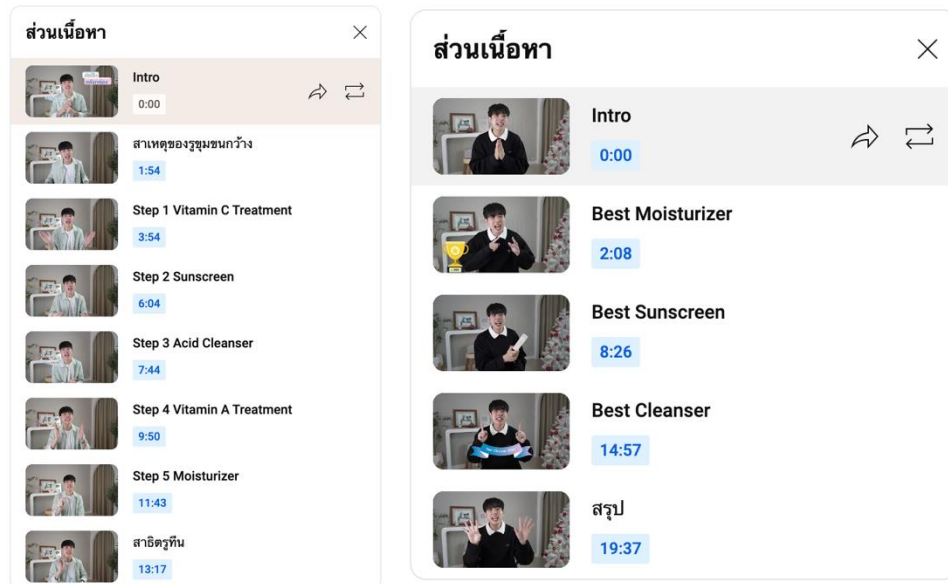 ส่วนเนื้อหา
Intro
0:00
สาเหตุของรูขุมขนกว้าง
1:54
Step 1 Vitamin C Treatment
3:54
Step 2 Sunscreen
6:04
Step 3 Acid Cleanser
7:44
Step 4 Vitamin A Treatment
9:50
Step 5 Moisturizer
11:43
สาธิตรูทีน
13:17
ส่วนเนื้อหา
Intro
0:00
Best Moisturizer
2:08
Best Sunscreen
8:26
Best Cleanser
14:57
สรุป
19:37